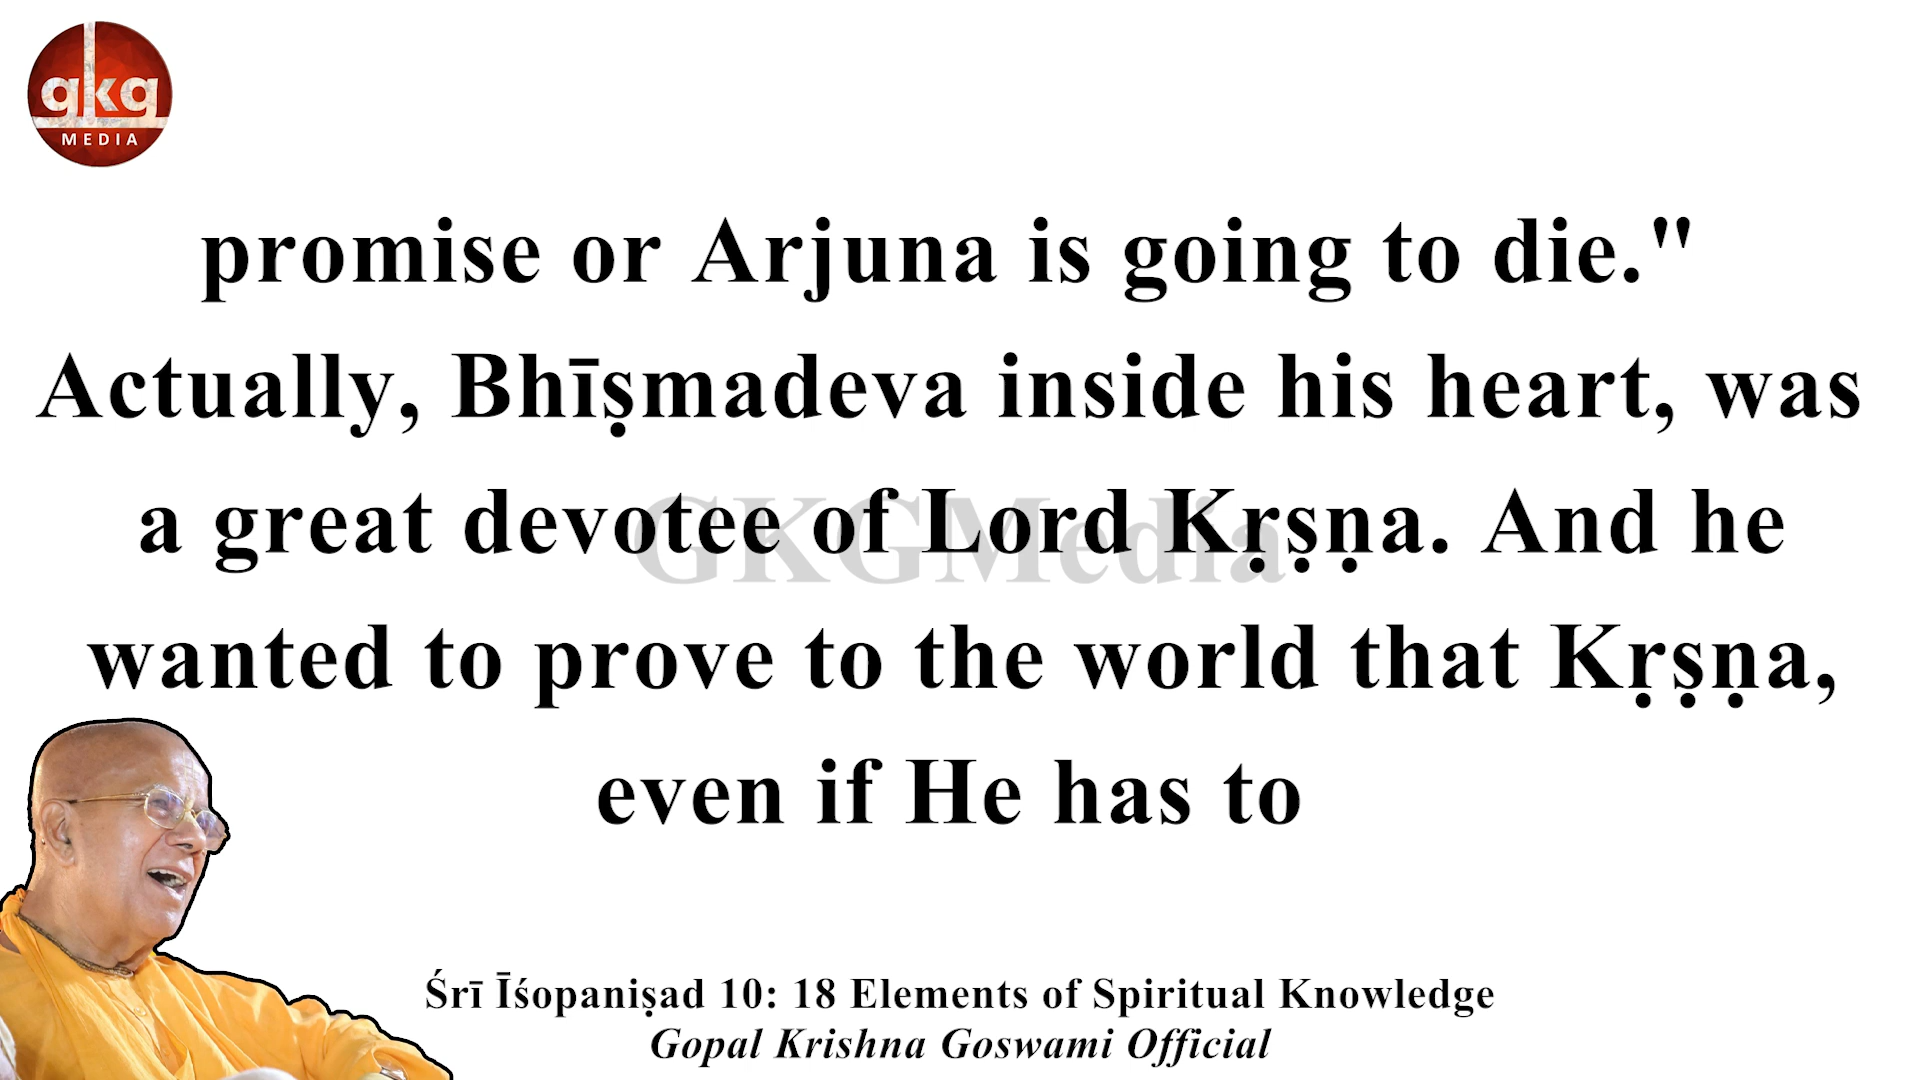 gkg
MEDIA
promise or Arjuna is going to die."
Actually, Bhīṣmadeva inside his heart, was
a great devotee of Lord Kṛṣṇa. And he
GKGMedia
wanted to prove to the world that Kṛṣṇa,
even if He has to
Śrī Īśopaniṣad 10: 18 Elements of Spiritual Knowledge
Gopal Krishna Goswami Official